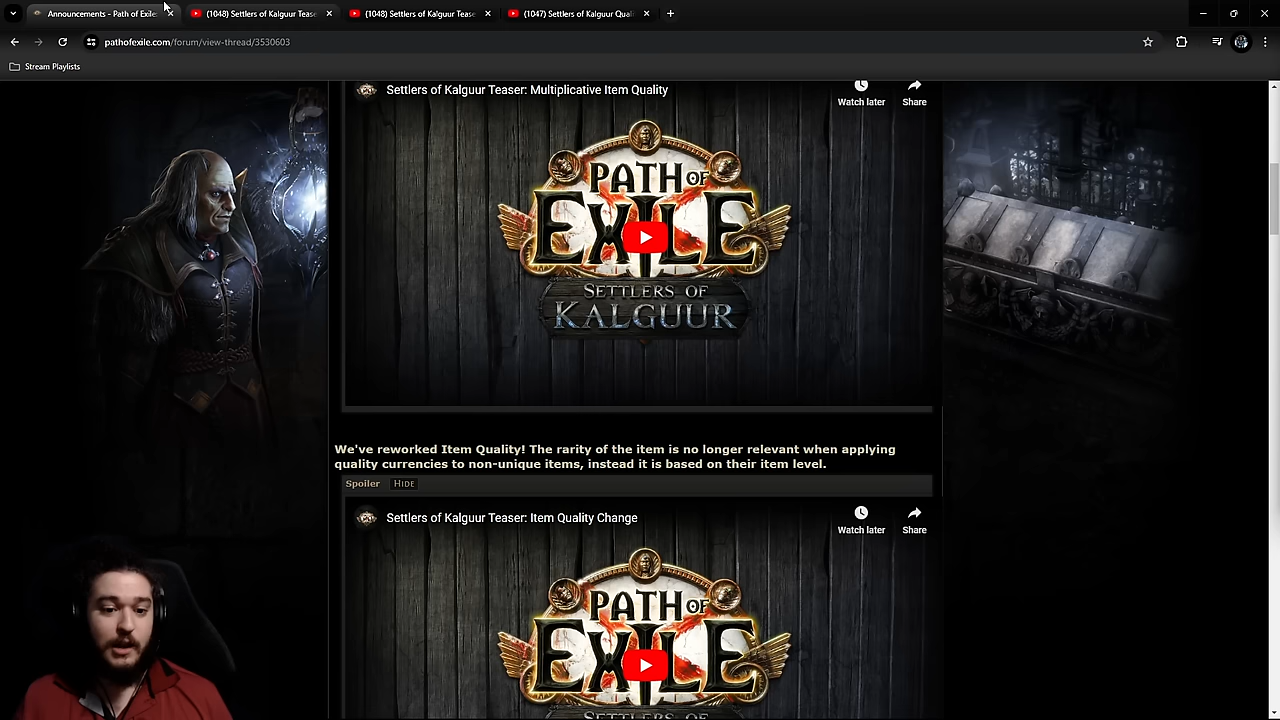 Announcements - Path of Exile
(1048) Settlers of Kalguur Tease
(1048) Settlers of Kalguur Tease
(1047) Settlers of Kalguur Quali
pathofexile.com/forum/view-thread/3530603
Stream Playlists
Settlers of Kalguur Teaser: Multiplicative Item Quality
Watch later
Share
PATH OF
EXILE
SETTLERS OF
KALGUUR
We've reworked Item Quality! The rarity of the item is no longer relevant when applying
quality currencies to non-unique items, instead it is based on their item level.
Spoiler HIDE
Settlers of Kalguur Teaser: Item Quality Change
Watch later
Share
PATH OF
EXILE
SETTLERS OF